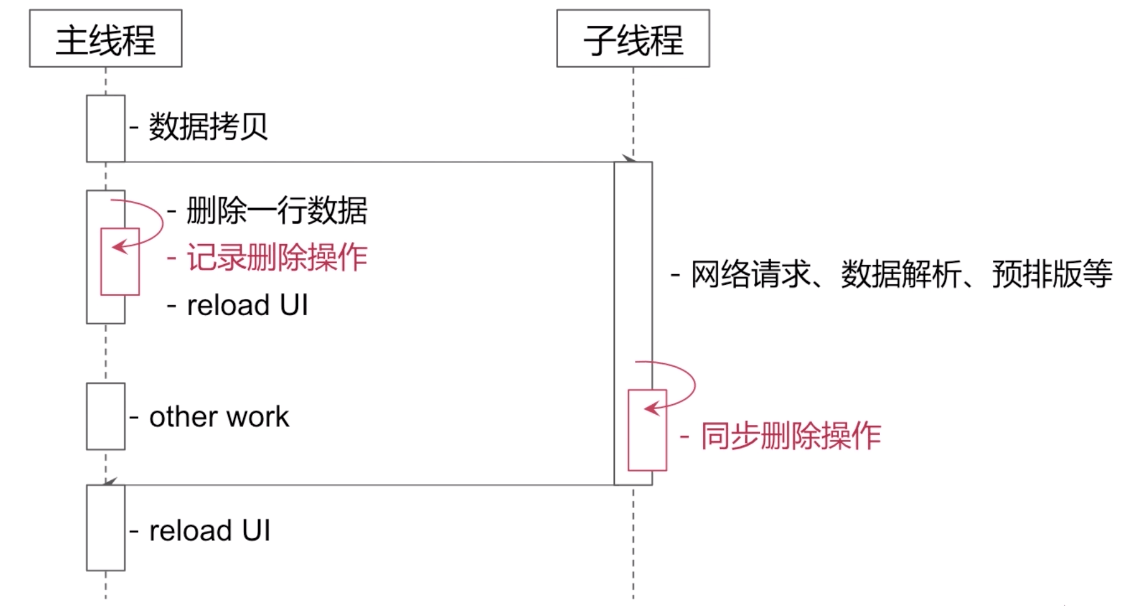 主线程
子线程
- 数据拷贝
- 删除一行数据
- 记录删除操作
- reload UI
- 网络请求、数据解析、预排版等
- other work
- 同步删除操作
- reload UI